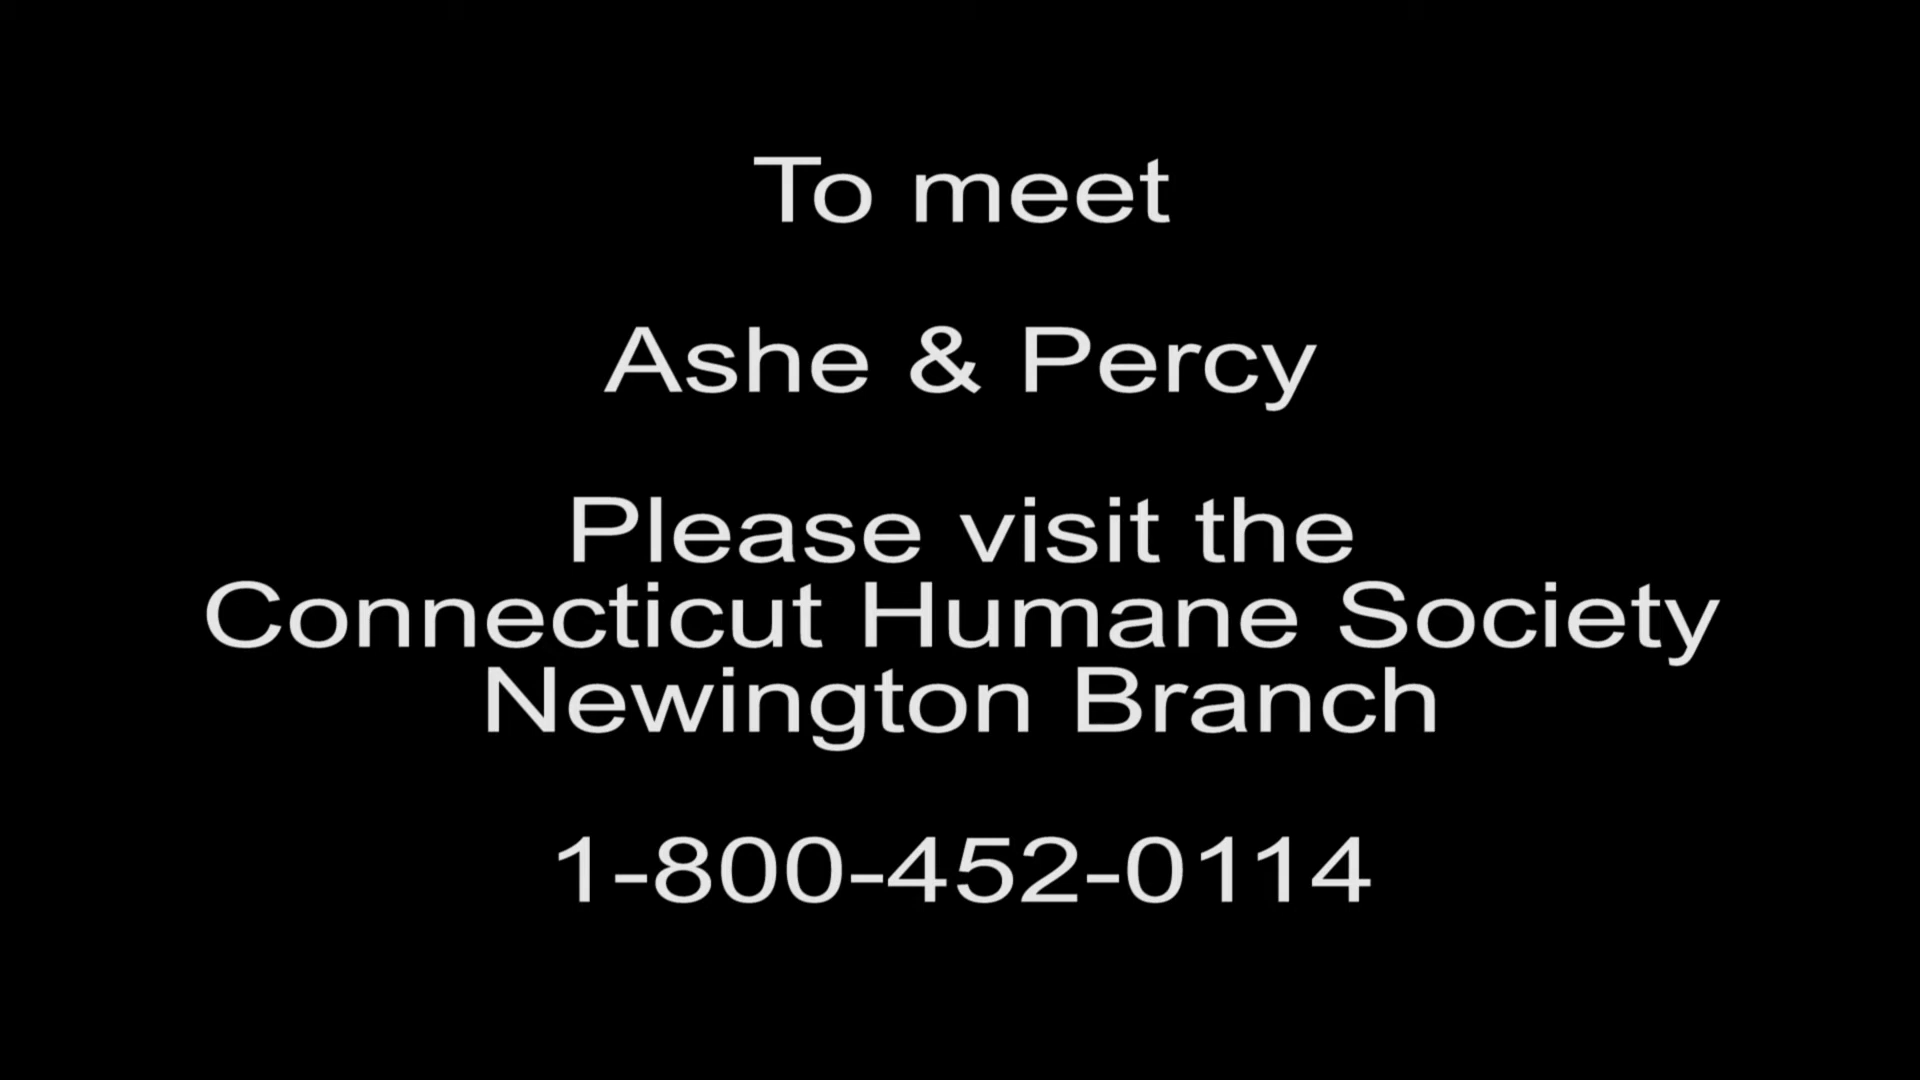 To meet
Ashe & Percy
Please visit the
Connecticut Humane Society
Newington Branch
1-800-452-0114